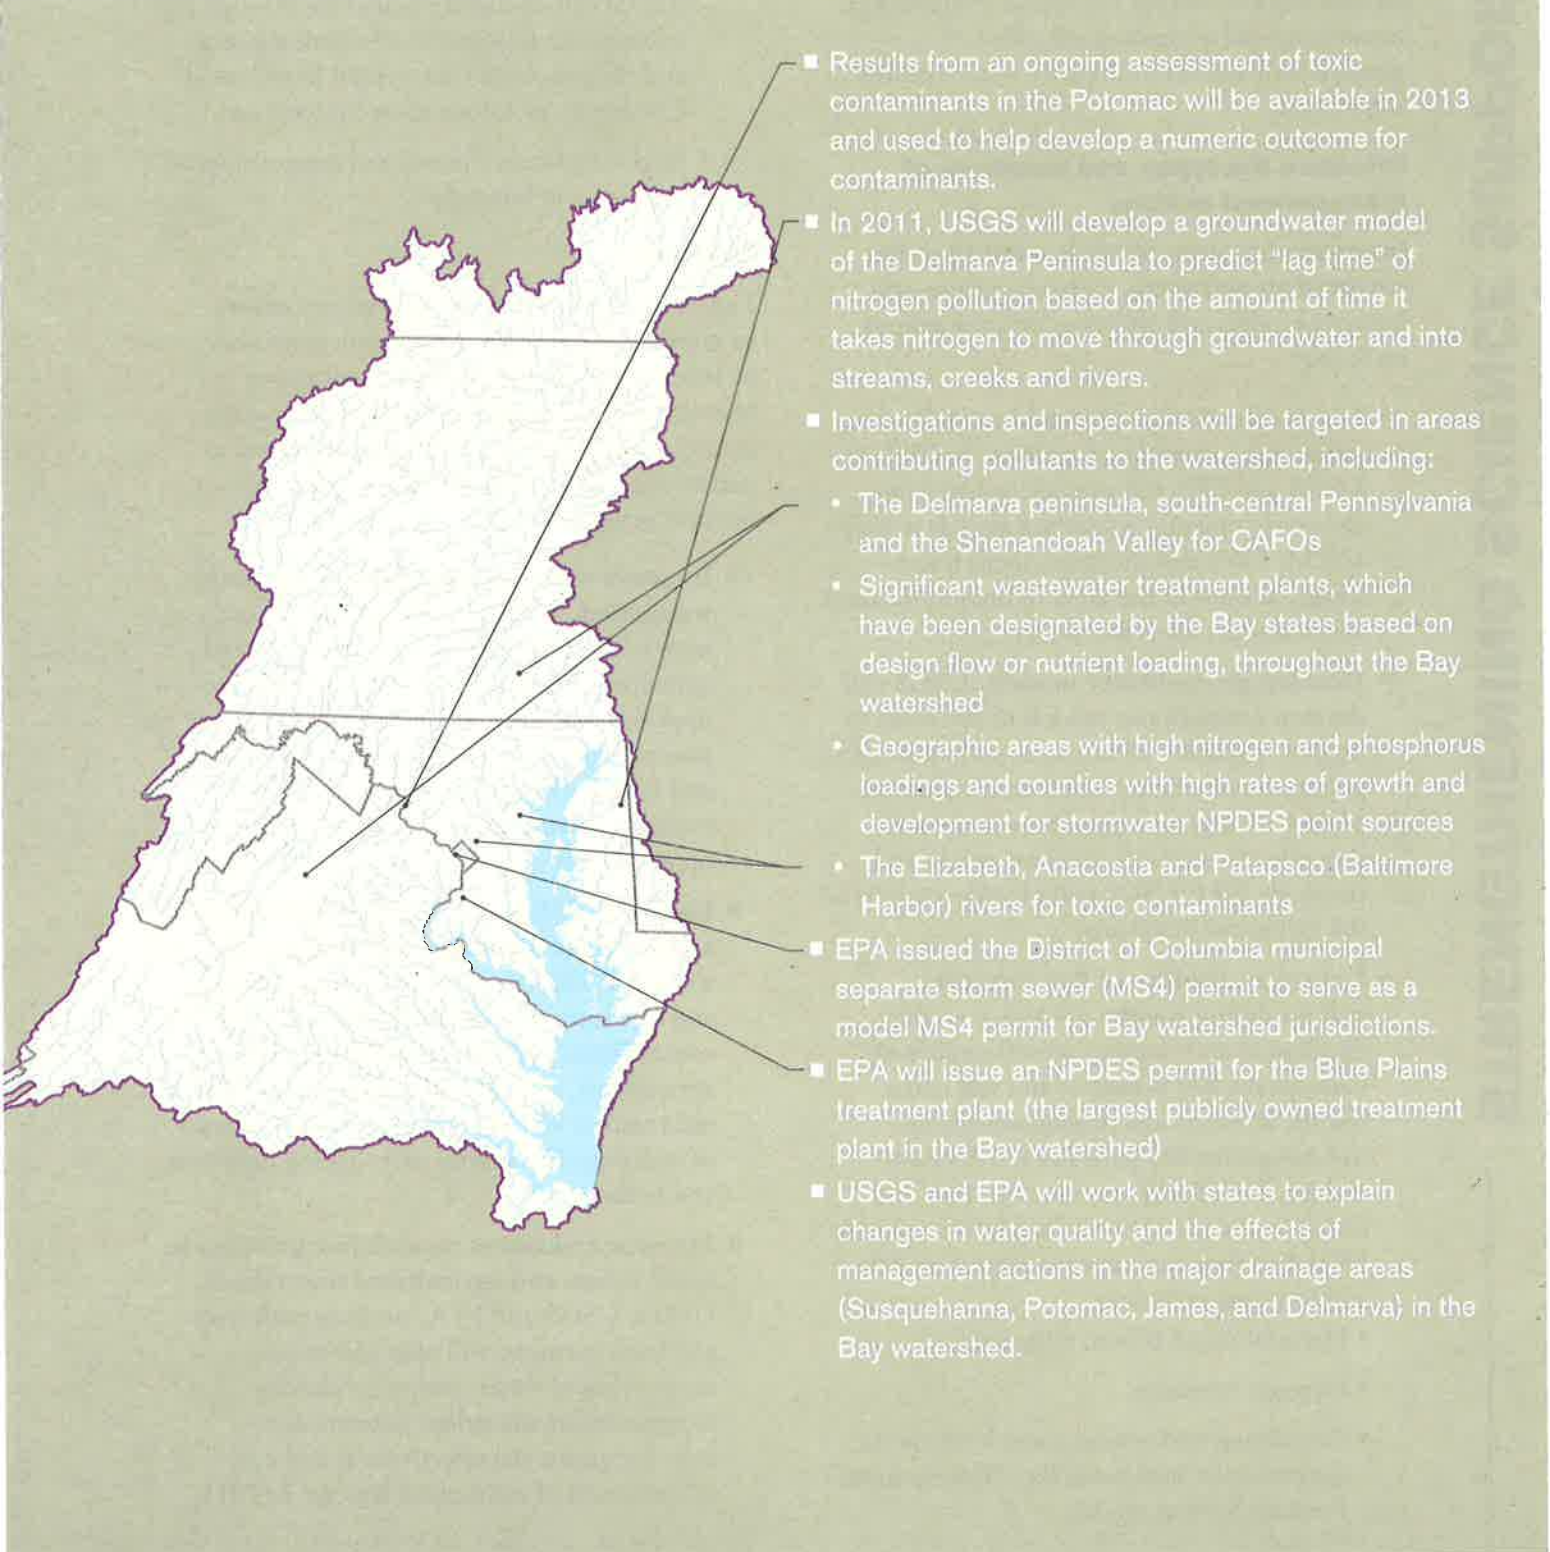 ■ Results from an ongoing assessment of toxic
contaminants in the Potomac will be available in 2013
and used to help develop a numeric outcome for
contaminants.
■ In 2011, USGS will develop a groundwater model
of the Delmarva Peninsula to predict “lag time” of
nitrogen pollution based on the amount of time it
takes nitrogen to move through groundwater and into
streams, creeks and rivers.
■ Investigations and inspections will be targeted in areas
contributing pollutants to the watershed, including:
• The Delmarva peninsula, south-central Pennsylvania
and the Shenandoah Valley for CAFOs
• Significant wastewater treatment plants, which
have been designated by the Bay states based on
design flow or nutrient loading, throughout the Bay
watershed
• Geographic areas with high nitrogen and phosphorus
loadings and counties with high rates of growth and
development for stormwater NPDES point sources
• The Elizabeth, Anacostia and Patapsco (Baltimore
Harbor) rivers for toxic contaminants
■ EPA issued the District of Columbia municipal
separate storm sewer (MS4) permit to serve as a
model MS4 permit for Bay watershed jurisdictions.
■ EPA will issue an NPDES permit for the Blue Plains
treatment plant (the largest publicly owned treatment
plant in the Bay watershed)
■ USGS and EPA will work with states to explain
changes in water quality and the effects of
management actions in the major drainage areas
(Susquehanna, Potomac, James, and Delmarva) in the
Bay watershed.